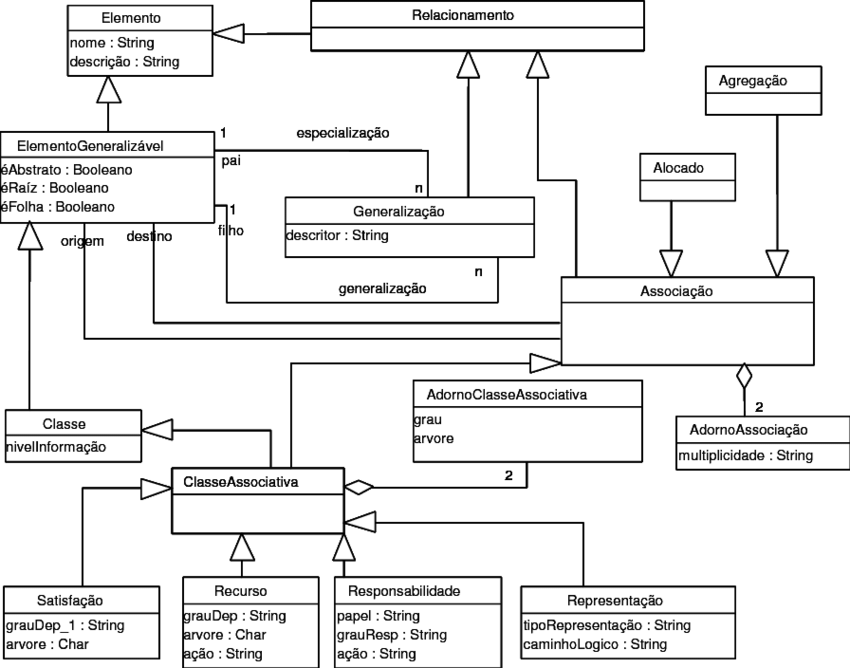 Elemento
nome : String
descrição : String
Relacionamento
Agregação
ElementoGeneralizável
éAbstrato : Booleano
éRaíz : Booleano
éFolha : Booleano
1
pai
especialização
n
Alocado
Generalização
descritor : String
1
filho
origem
destino
n
generalização
Associação
AdornoClasseAssociativa
grau
arvore
2
AdornoAssociação
multiplicidade : String
Classe
nivelInformação
2
ClasseAssociativa
Satisfação
grauDep_1 : String
arvore : Char
Recurso
grauDep : String
arvore : Char
ação : String
Responsabilidade
papel : String
grauResp : String
ação : String
Representação
tipoRepresentação : String
caminhoLogico : String